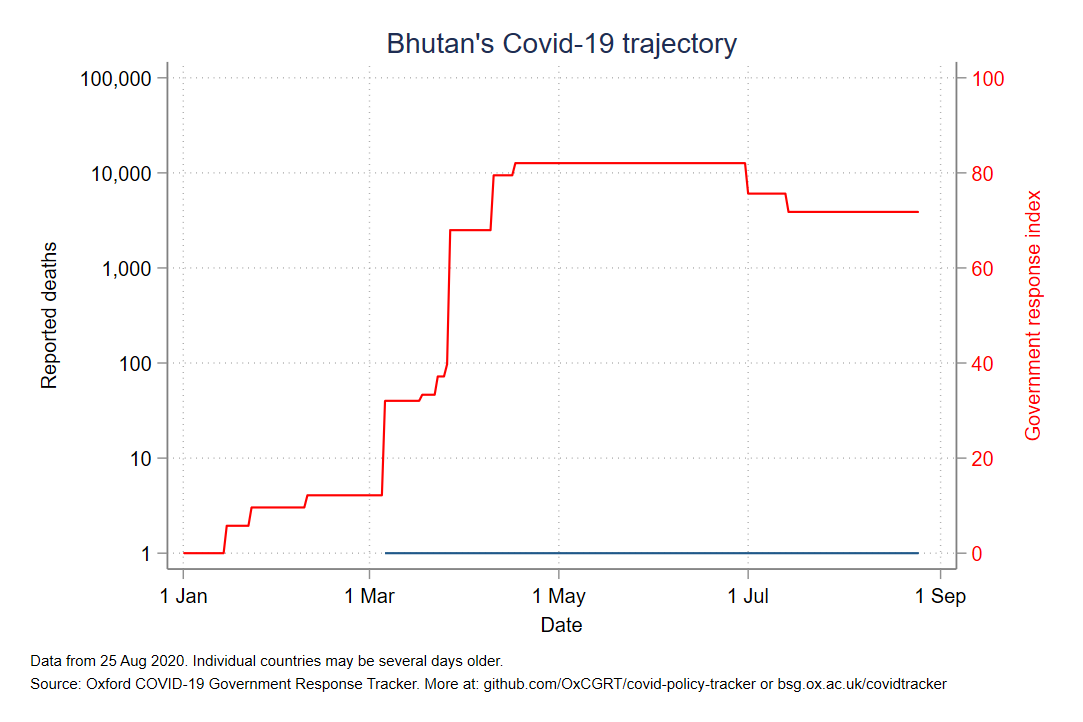 Bhutan's Covid-19 trajectory
100,000
10,000
1,000
100
10
1
Reported deaths
100
80
60
40
20
0
Government response index
1 Jan
1 Mar
1 May
1 Jul
1 Sep
Date
Data from 25 Aug 2020. Individual countries may be several days older.
Source: Oxford COVID-19 Government Response Tracker. More at: github.com/OxCGRT/covid-policy-tracker or bsg.ox.ac.uk/covidtracker